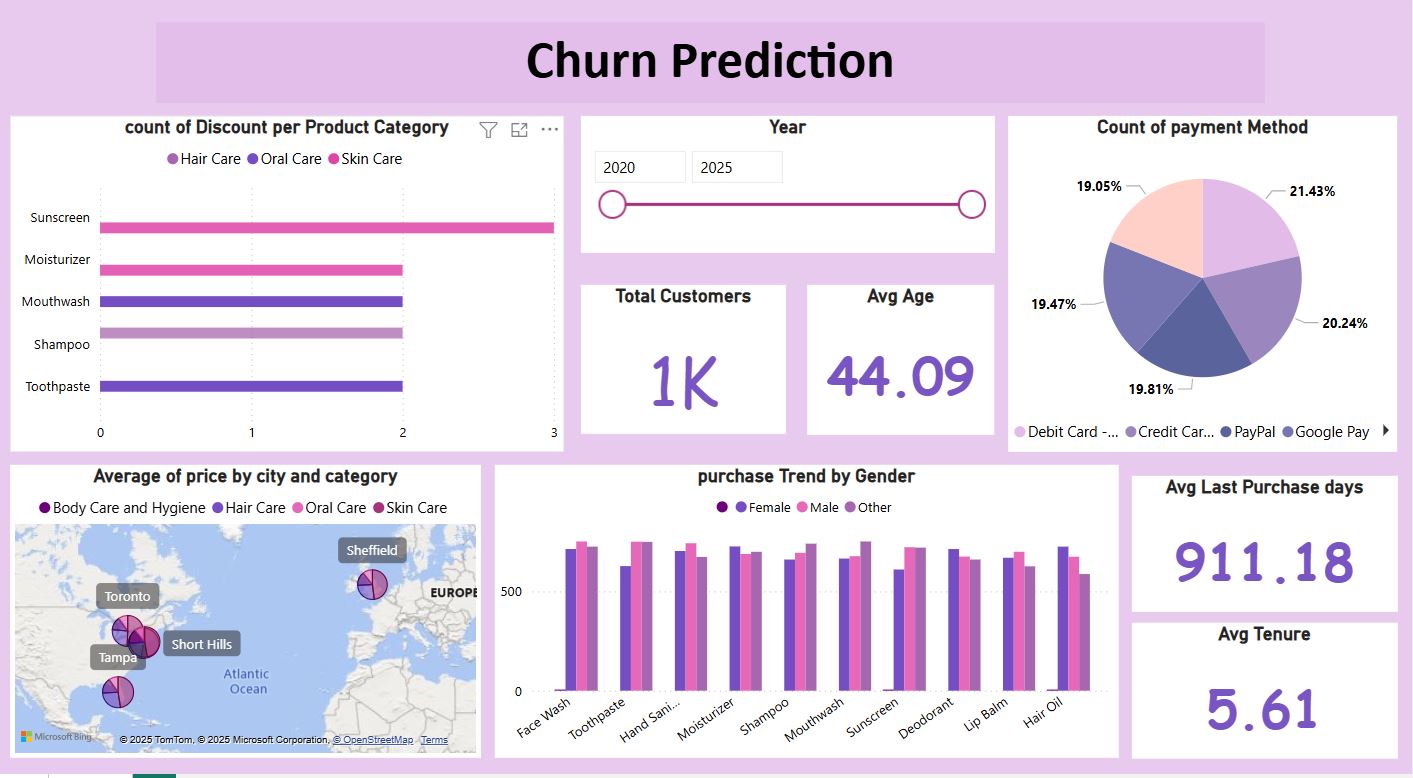 Churn Prediction
count of Discount per Product Category
Hair Care Oral Care Skin Care
Sunscreen
Moisturizer
Mouthwash
Shampoo
Toothpaste
0 1 2 3
Year
2020 2025
Total Customers
1K
Avg Age
44.09
Count of payment Method
19.05% 21.43%
19.47% 20.24%
19.81%
Debit Card -... Credit Car... PayPal Google Pay
Average of price by city and category
Body Care and Hygiene Hair Care Oral Care Skin Care
Sheffield
Toronto
EUROPE
Short Hills
Tampa
Atlantic
Ocean
Microsoft Bing
© 2025 TomTom, © 2025 Microsoft Corporation, © OpenStreetMap Terms
purchase Trend by Gender
Female Male Other
500
0
Face Wash
Toothpaste
Hand Sani...
Moisturizer
Shampoo
Mouthwash
Sunscreen
Deodorant
Lip Balm
Hair Oil
Avg Last Purchase days
911.18
Avg Tenure
5.61